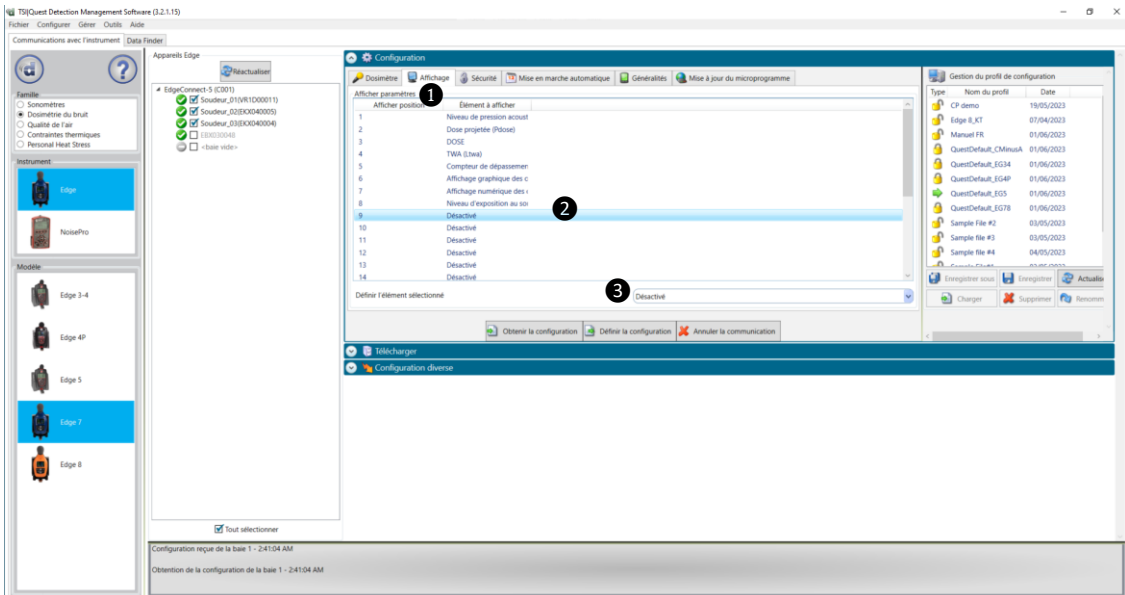 TSI|Quest Detection Management Software (3.2.1.15)
Fichier Configurer Gérer Outils Aide
Communications avec l'instrument Data Finder
Famille
Sonomètres
Dosimétrie du bruit
Qualité de l'air
Contraintes thermiques
Personal Heat Stress
Instrument
Edge
NoisePro
Modèle
Edge 3-4
Edge 4P
Edge 5
Edge 7
Edge 8
Appareils Edge
Réactualiser
EdgeConnect-5 (C001)
Soudeur_01(VR1D00011)
Soudeur_02(EKX040005)
Soudeur_03(EKX040004)
EBX030048
<baie vide>
Tout sélectionner
Configuration
Dosimètre Affichage Sécurité Mise en marche automatique Généralités Mise à jour du microprogramme
1
Afficher paramètres
Afficher position Élément à afficher
1 Niveau de pression acoust
2 Dose projetée (Pdose)
3 DOSE
4 TWA (Ltwa)
5 Compteur de dépassemen
6 Affichage graphique des c
7 Affichage numérique des
8 Niveau d'exposition au so
9 Désactivé
2
10 Désactivé
11 Désactivé
12 Désactivé
13 Désactivé
14 Désactivé
Définir l'élément sélectionné
3
Désactivé
Obtenir la configuration Définir la configuration Annuler la communication
Gestion du profil de configuration
Type Nom du profil Date
CP demo 19/05/2023
Edge 8_KT 07/04/2023
Manuel FR 01/06/2023
QuestDefault_CMinusA 01/06/2023
QuestDefault_EG34 01/06/2023
QuestDefault_EG4P 01/06/2023
QuestDefault_EG5 01/06/2023
QuestDefault_EG78 01/06/2023
Sample File #2 03/05/2023
Sample file #3 03/05/2023
Sample file #4 04/05/2023
Enregistrer sous Enregistrer Actualise
Charger Supprimer Renomm
Télécharger
Configuration diverse
Configuration reçue de la baie 1 - 2:41:04 AM
Obtention de la configuration de la baie 1 - 2:41:04 AM